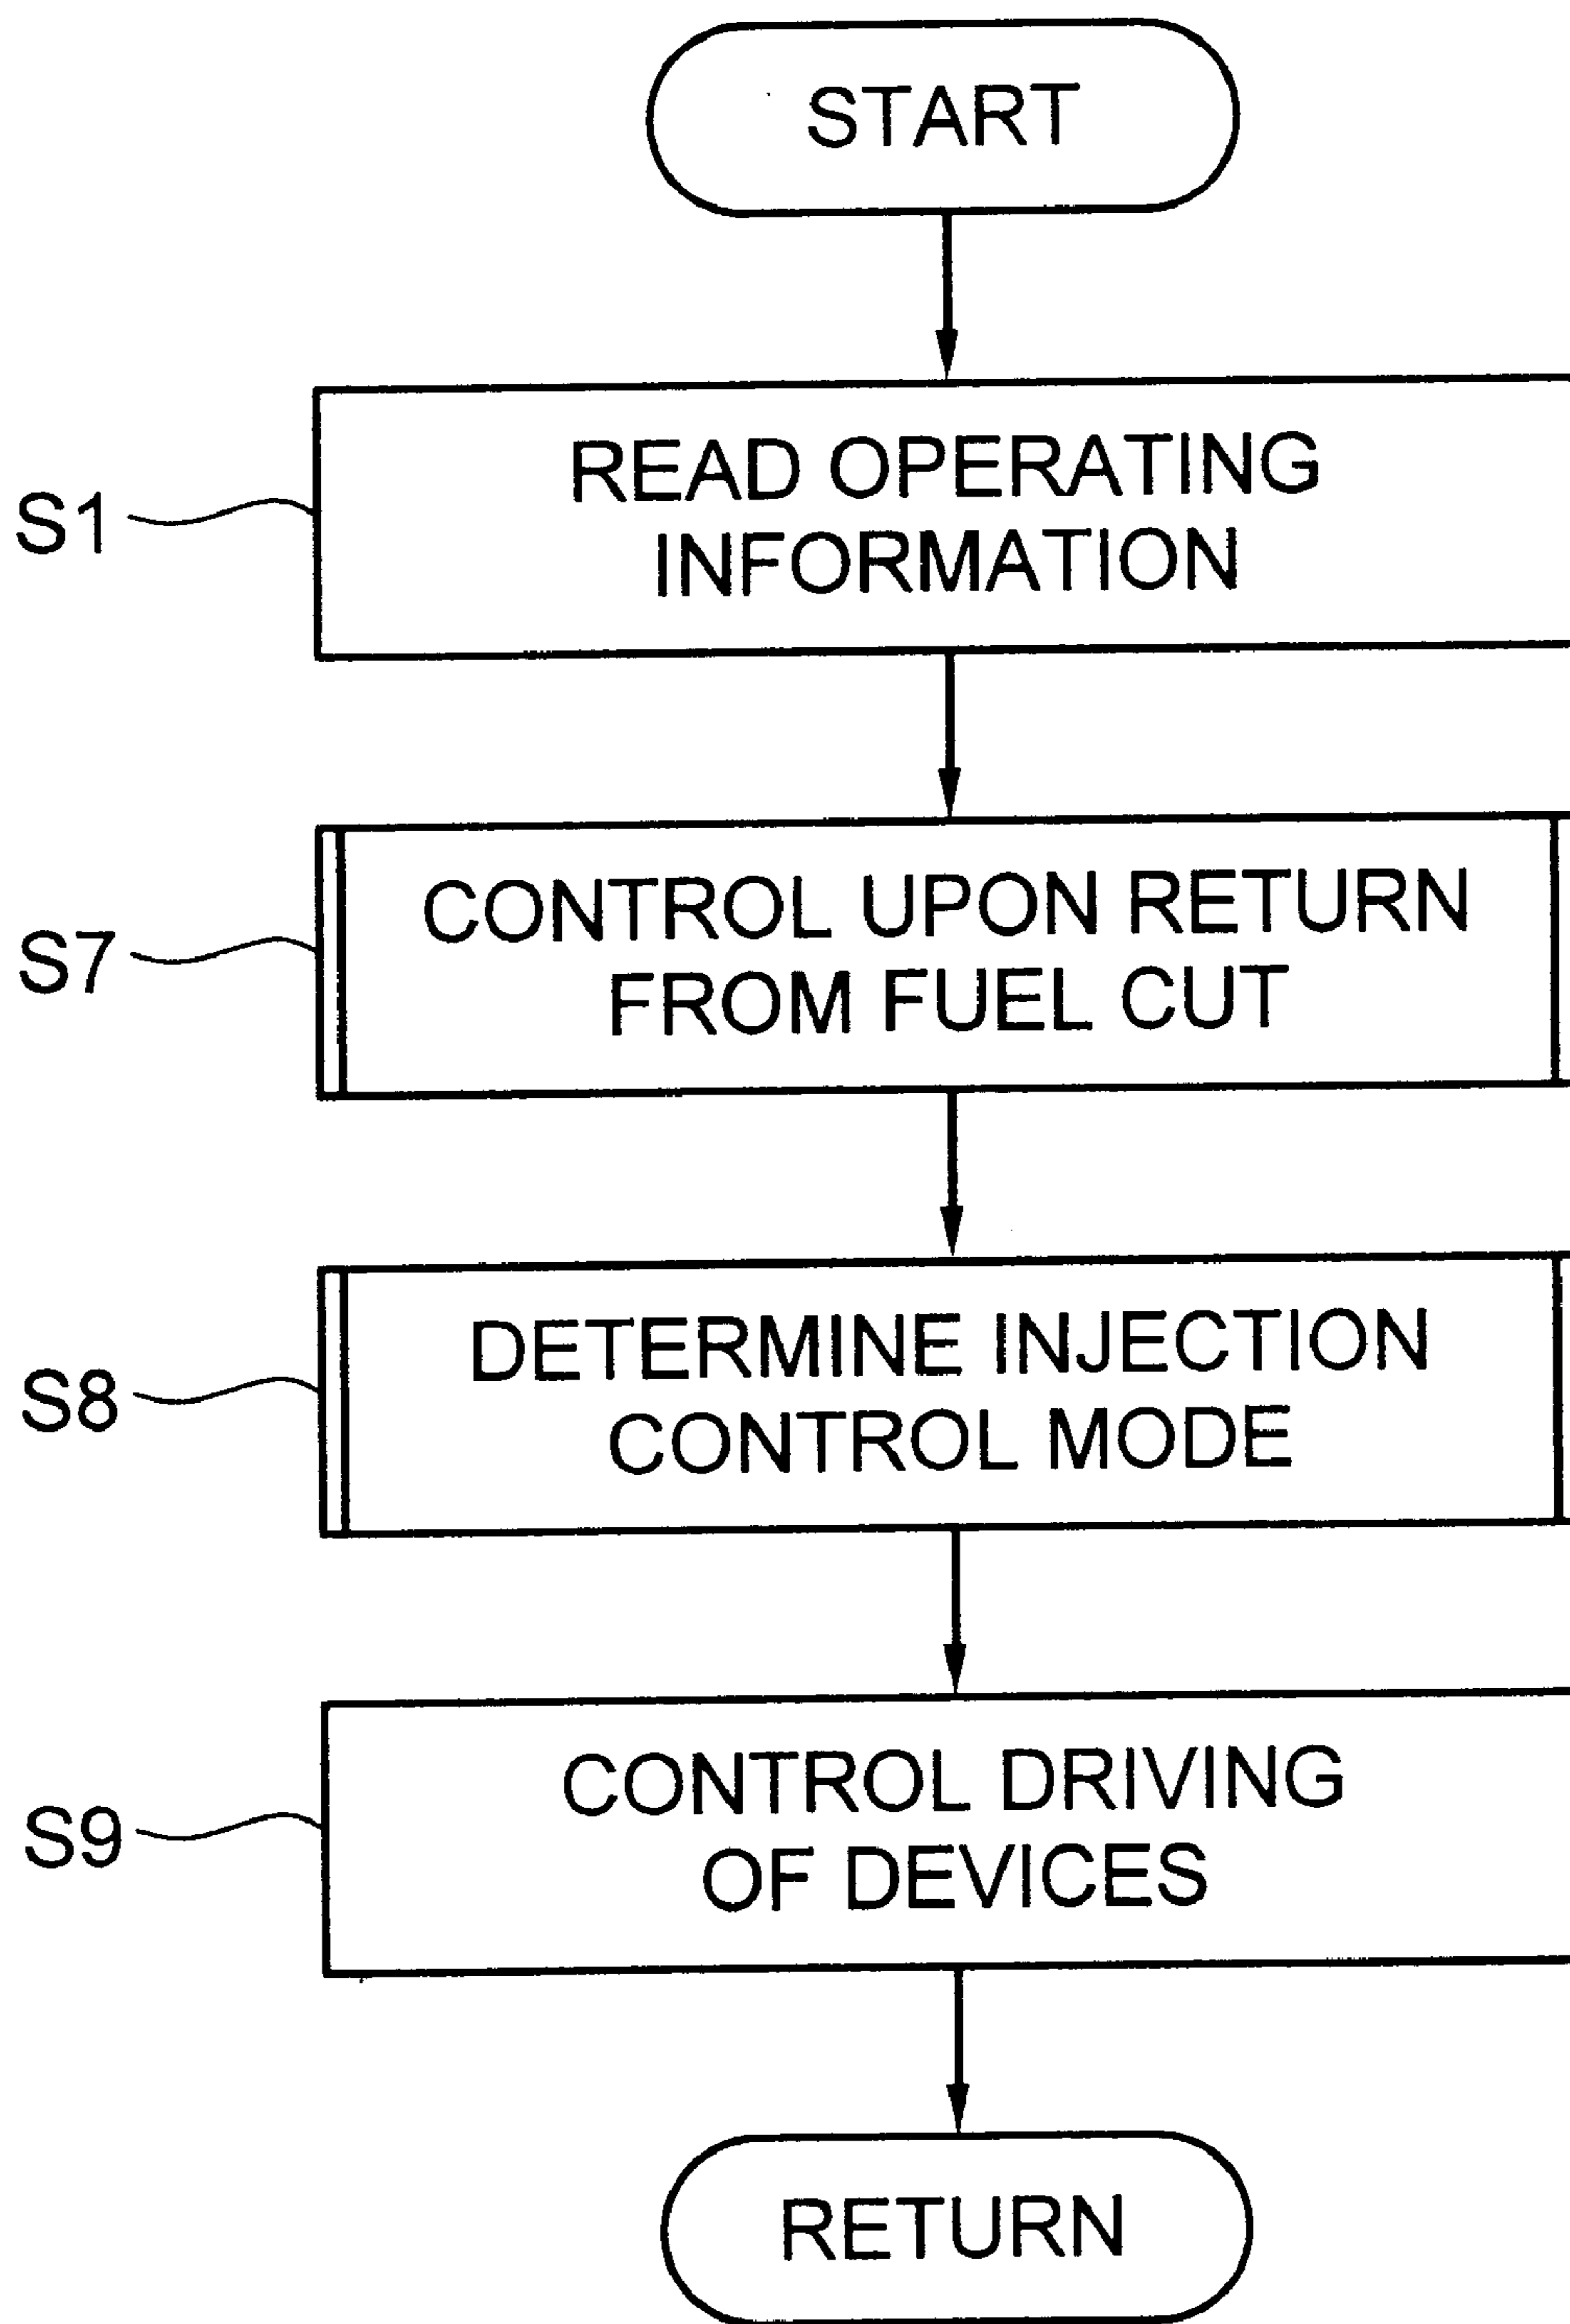 START
READ OPERATING
INFORMATION
S1
CONTROL UPON RETURN
FROM FUEL CUT
S7
DETERMINE INJECTION
CONTROL MODE
S8
CONTROL DRIVING
OF DEVICES
S9
RETURN